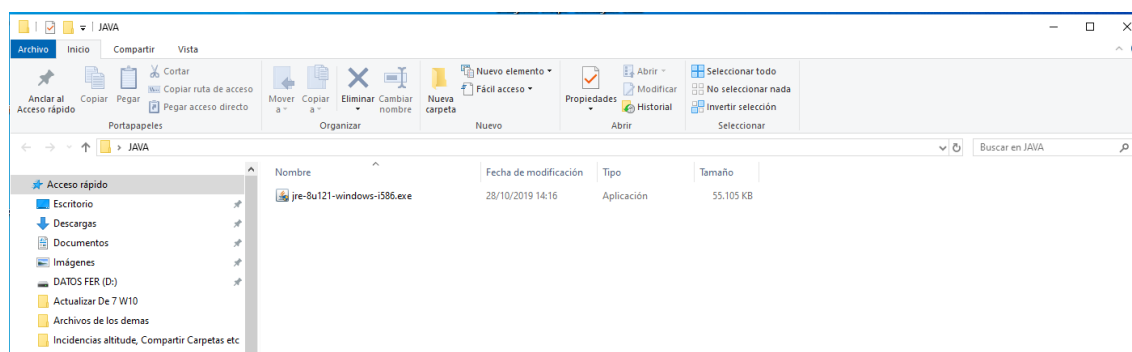 JAVA
Archivo Inicio Compartir Vista
Anclar al
Acceso rápido
Copiar
Pegar
Cortar
Copiar ruta de acceso
Pegar acceso directo
Portapapeles
Mover
a
Copiar
a
Eliminar
Cambiar
nombre
Organizar
Nueva
carpeta
Nuevo elemento
Fácil acceso
Nuevo
Propiedades
Abrir
Modificar
Historial
Abrir
Seleccionar todo
No seleccionar nada
Invertir selección
Seleccionar
JAVA
Buscar en JAVA
Acceso rápido
Escritorio
Descargas
Documentos
Imágenes
DATOS FER (D:)
Actualizar De 7 W10
Archivos de los demas
Incidencias altitude, Compartir Carpetas etc
Nombre Fecha de modificación Tipo Tamaño
jre-8u121-windows-i586.exe 28/10/2019 14:16 Aplicación 55.105 KB